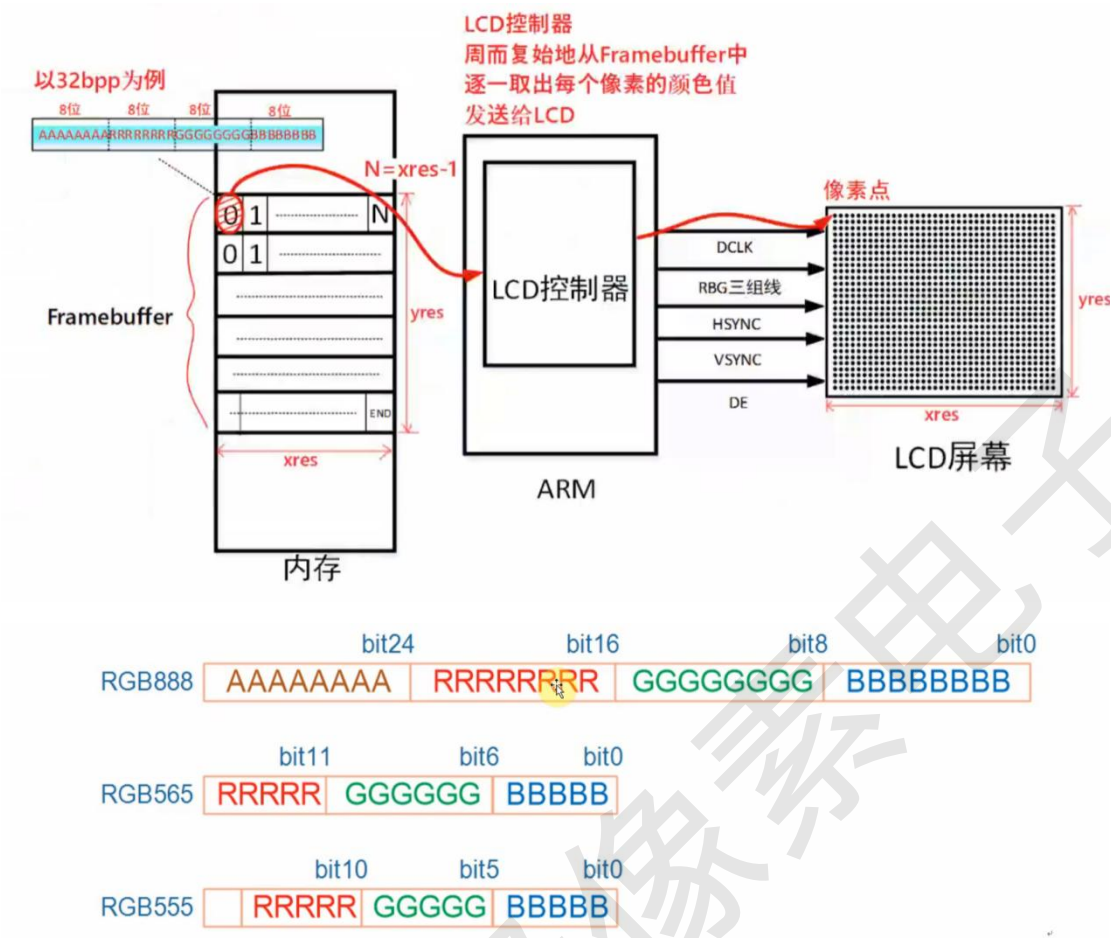 LCD控制器
周而复始地从Framebuffer中
逐一取出每个像素的颜色值
发送给LCD
以32bpp为例
8位 8位 8位 8位
AAAAAAAARRRRRRRRGGGGGGGGBBBBBBBB
N=xres-1
像素点
0 1 N
0 1
DCLK
LCD控制器
RBG三组线
Framebuffer
yres
yres
HSYNC
VSYNC
DE
END
xres
xres
LCD屏幕
ARM
内存
bit24 bit16 bit8 bit0
RGB888 AAAAAAAA RRRRRRRR GGGGGGGG BBBBBBBB
bit11 bit6 bit0
RGB565 RRRRR GGGGGG BBBBB
bit10 bit5 bit0
RGB555 RRRRR GGGGG BBBBB
像素电子